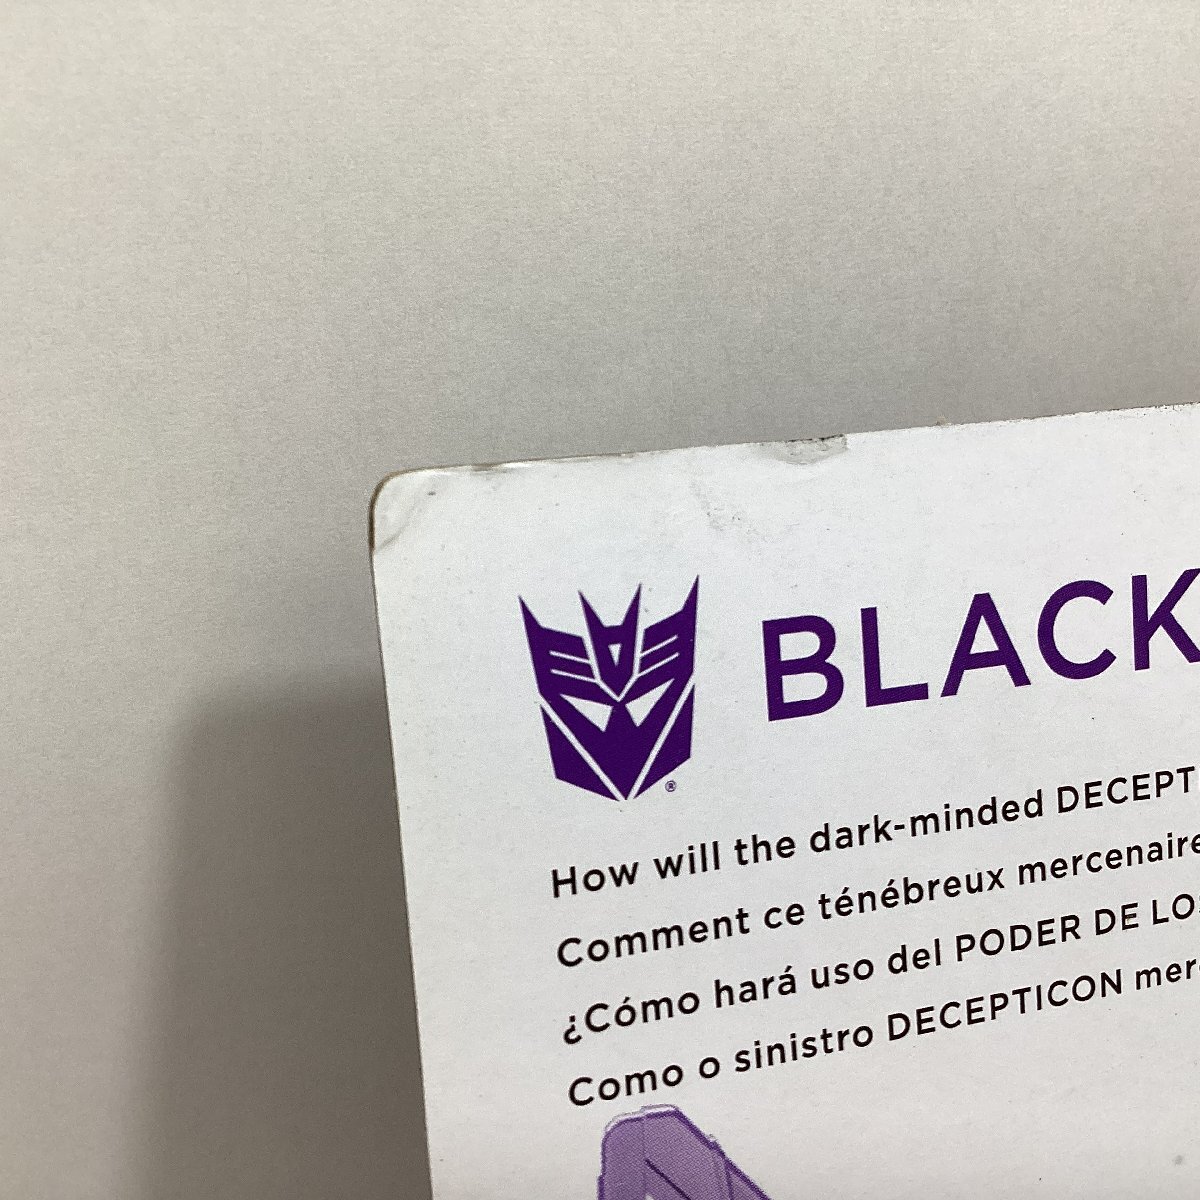 BLACK
How will the dark-minded DECEPT
Comment ce ténébreux mercenaire
¿Cómo hará uso del PODER DE LO
Como o sinistro DECEPTICON mer
®